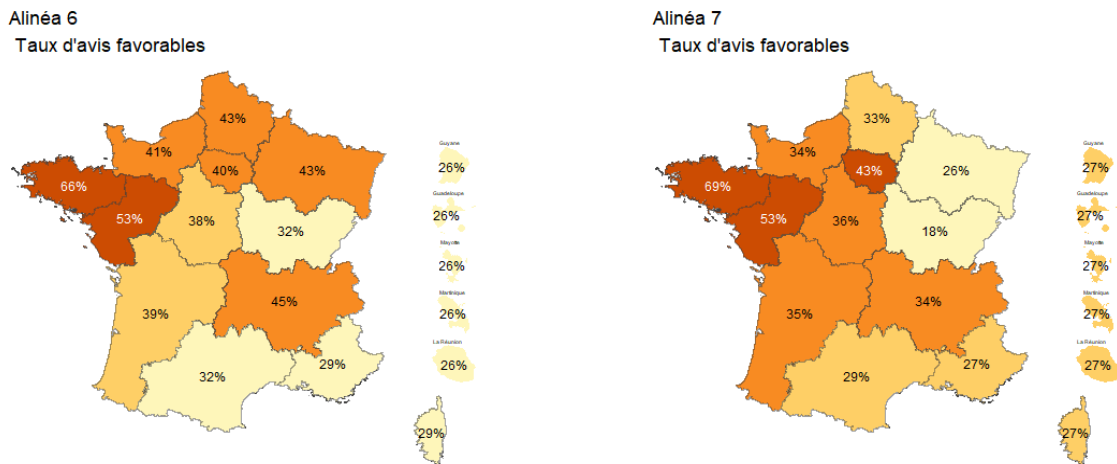 Alinéa 6
Taux d'avis favorables
43%
41%
40%
43%
66%
53%
38%
32%
39%
45%
32%
29%
29%
Guyane
26%
Guadeloupe
26%
Mayotte
26%
Martinique
26%
La Réunion
26%
Alinéa 7
Taux d'avis favorables
33%
34%
43%
26%
69%
53%
36%
18%
35%
34%
29%
27%
27%
Guyane
27%
Guadeloupe
27%
Mayotte
27%
Martinique
27%
La Réunion
27%